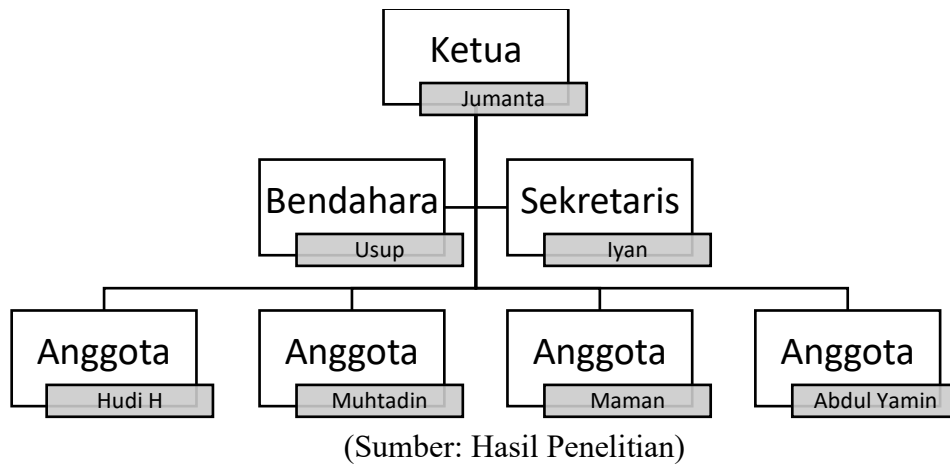 Ketua
Jumanta
Bendahara
Usup
Sekretaris
Iyan
Anggota
Hudi H
Anggota
Muhtadin
Anggota
Maman
Anggota
Abdul Yamin
(Sumber: Hasil Penelitian)